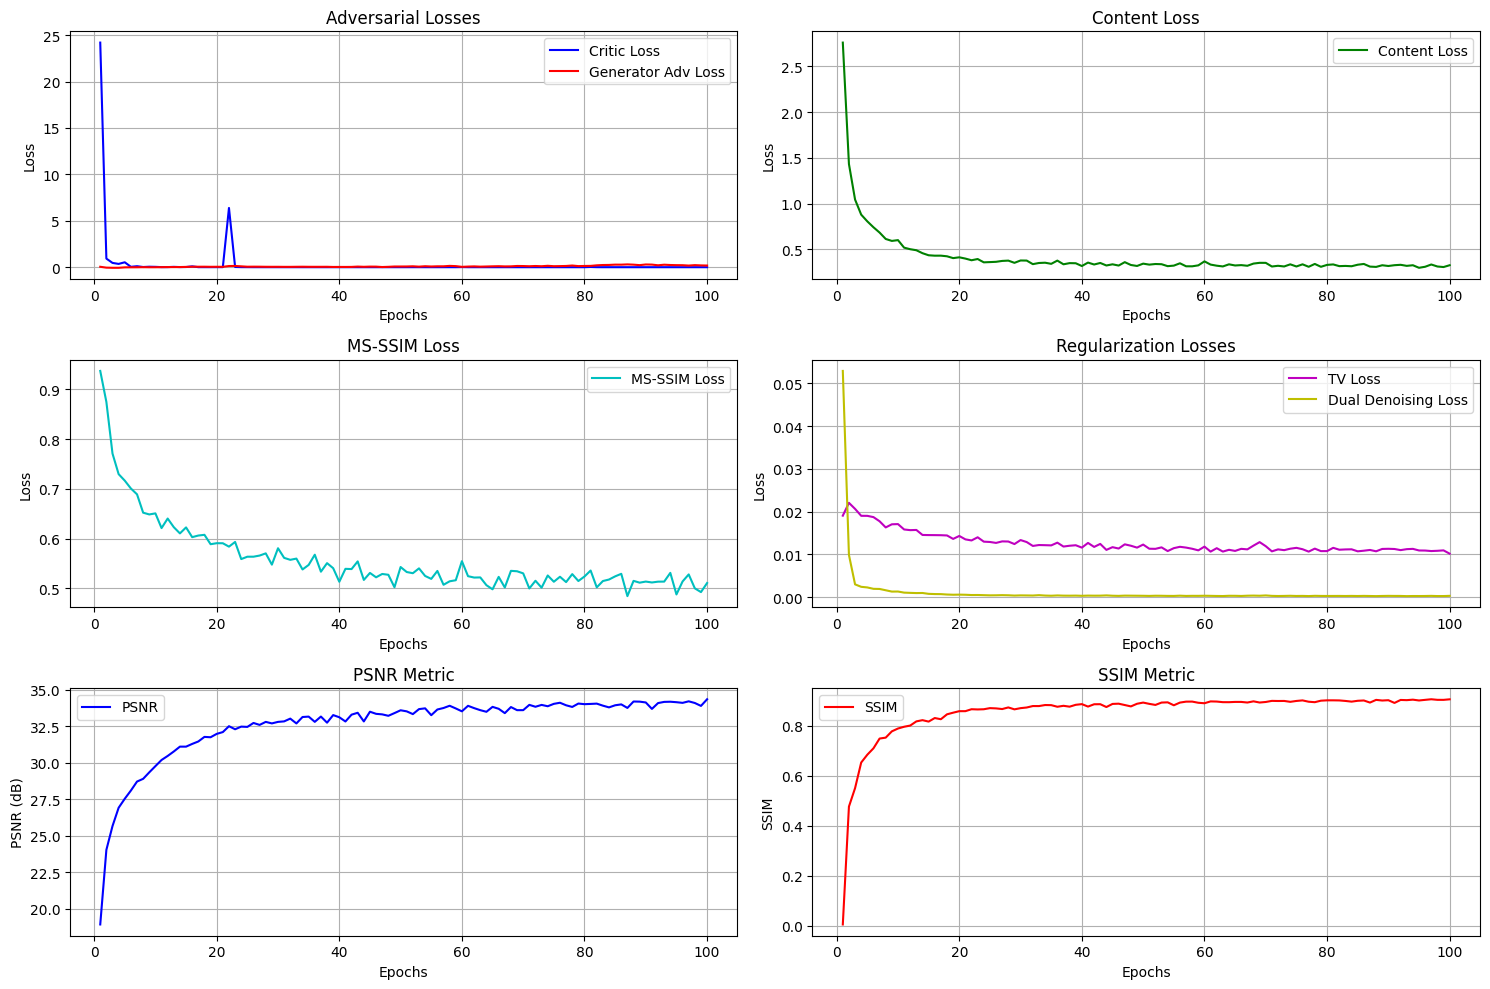 Adversarial Losses
Loss
25
20
15
10
5
0
Critic Loss
Generator Adv Loss
0 20 40 60 80 100
Epochs
Content Loss
Loss
2.5
2.0
1.5
1.0
0.5
Content Loss
0 20 40 60 80 100
Epochs
MS-SSIM Loss
Loss
0.9
0.8
0.7
0.6
0.5
MS-SSIM Loss
0 20 40 60 80 100
Epochs
Regularization Losses
Loss
0.05
0.04
0.03
0.02
0.01
0.00
TV Loss
Dual Denoising Loss
0 20 40 60 80 100
Epochs
PSNR Metric
PSNR (dB)
35.0
32.5
30.0
27.5
25.0
22.5
20.0
PSNR
0 20 40 60 80 100
Epochs
SSIM Metric
SSIM
0.8
0.6
0.4
0.2
0.0
SSIM
0 20 40 60 80 100
Epochs